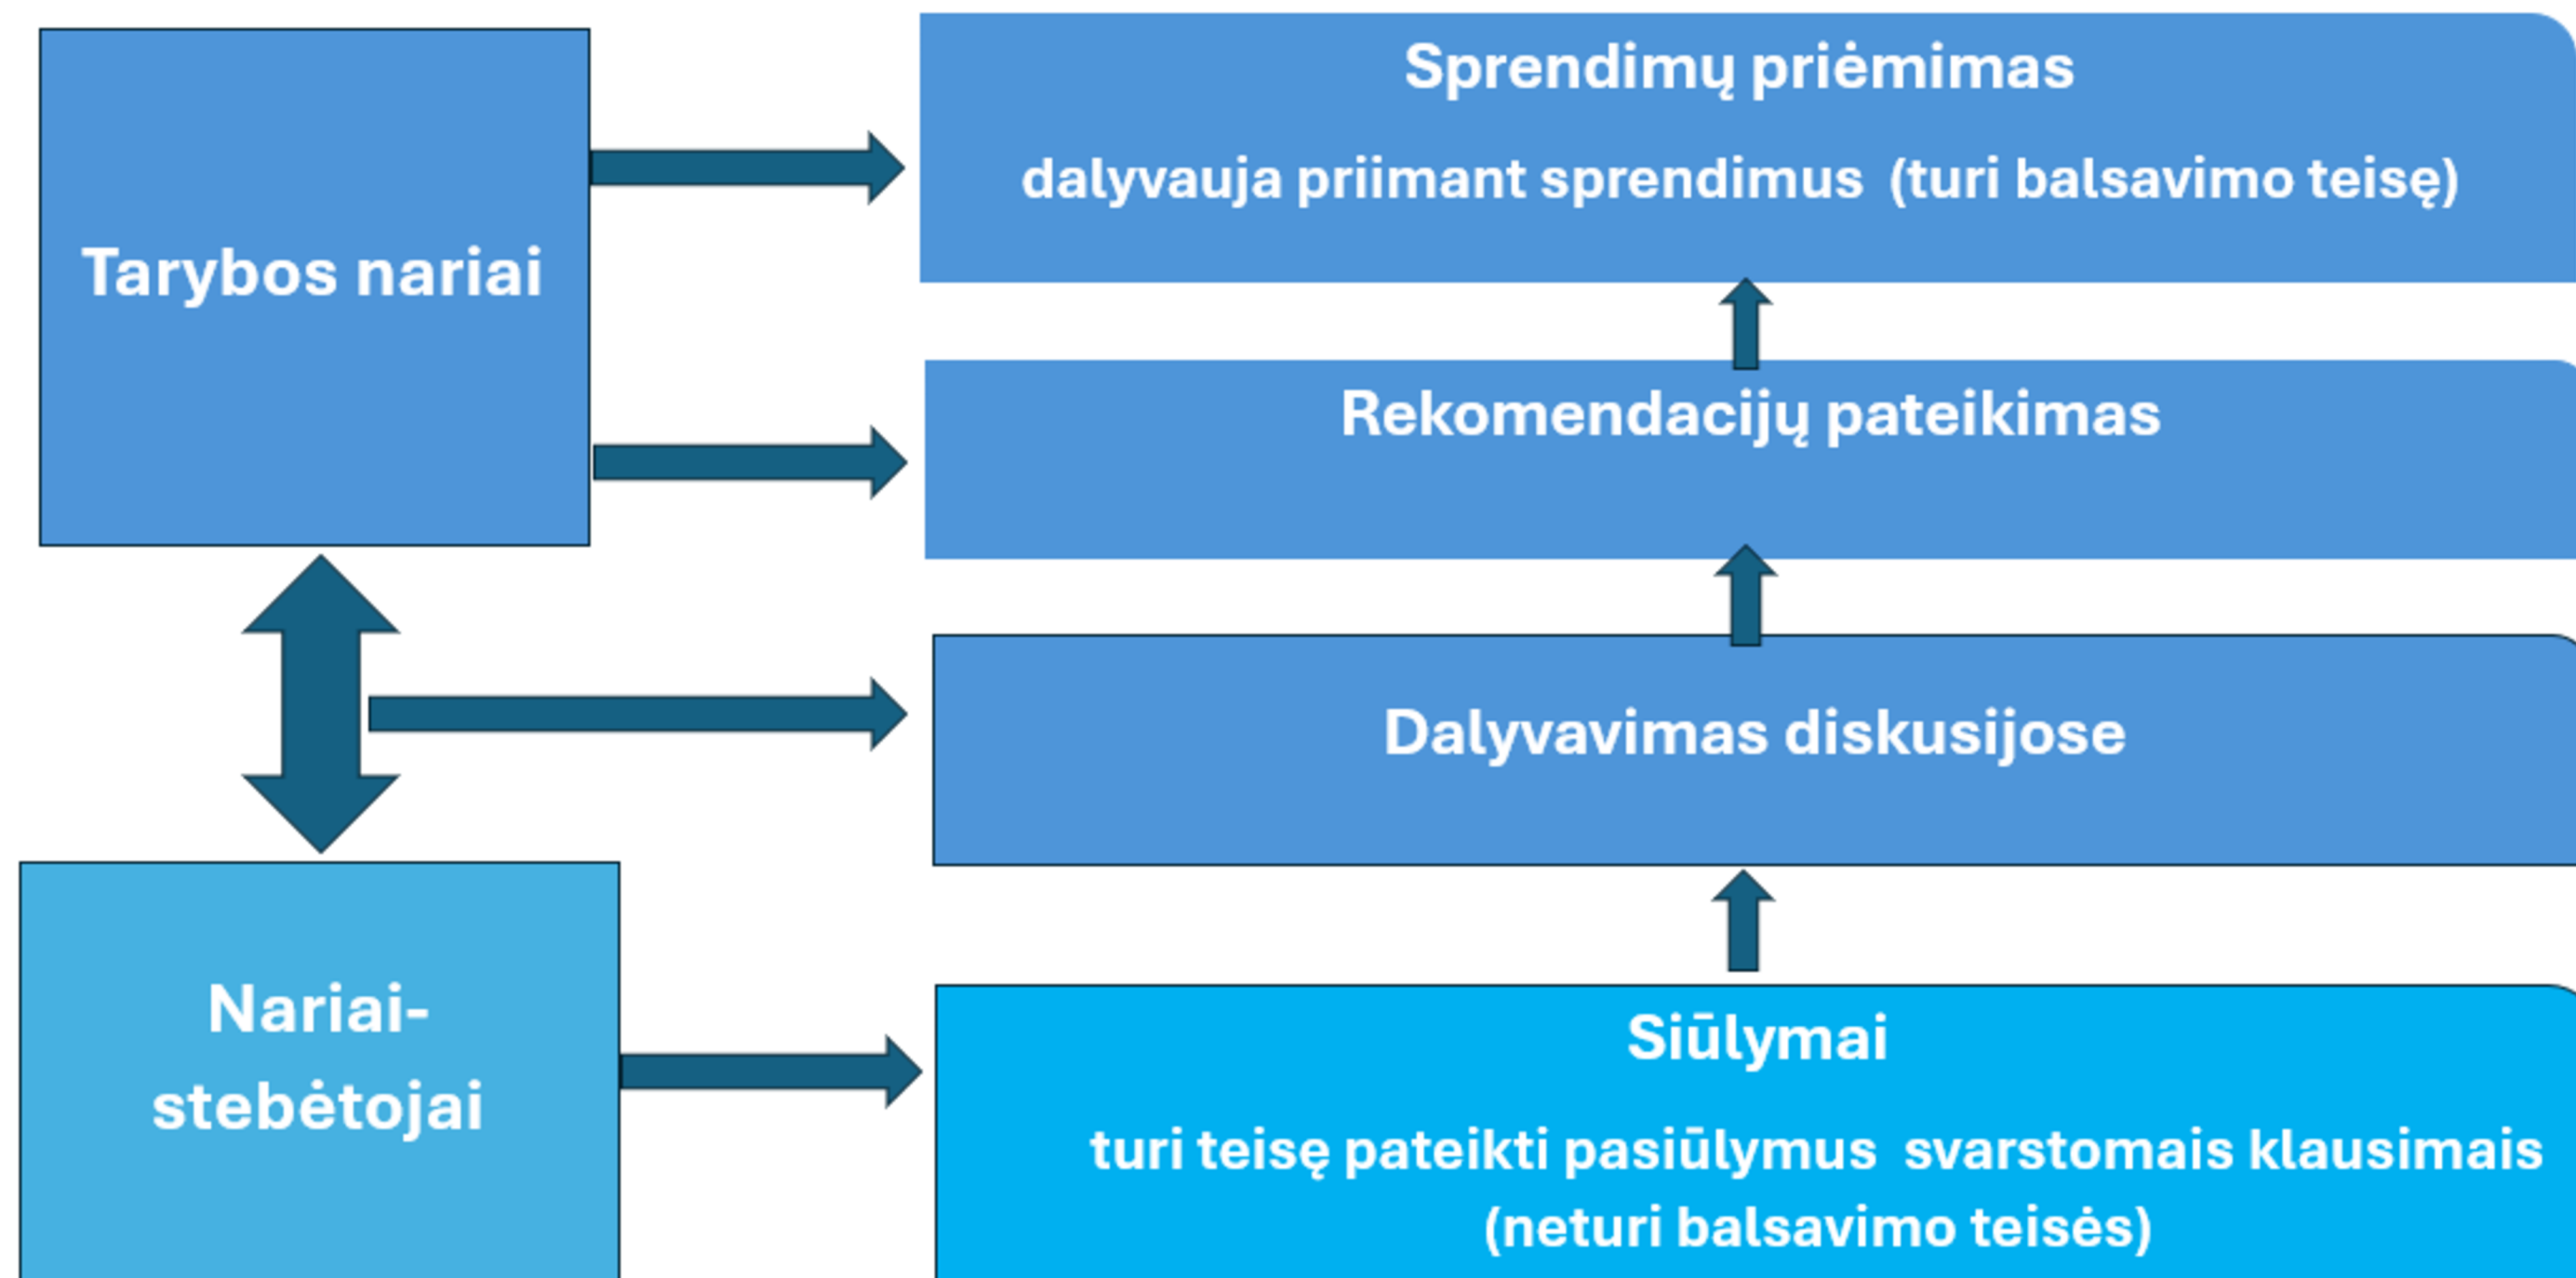 Tarybos nariai
Sprendimų priėmimas
dalyvauja priimant sprendimus (turi balsavimo teisę)
Rekomendacijų pateikimas
Dalyvavimas diskusijose
Nariai-
stebėtojai
Siūlymai
turi teisę pateikti pasiūlymus svarstomais klausimais
(neturi balsavimo teisės)